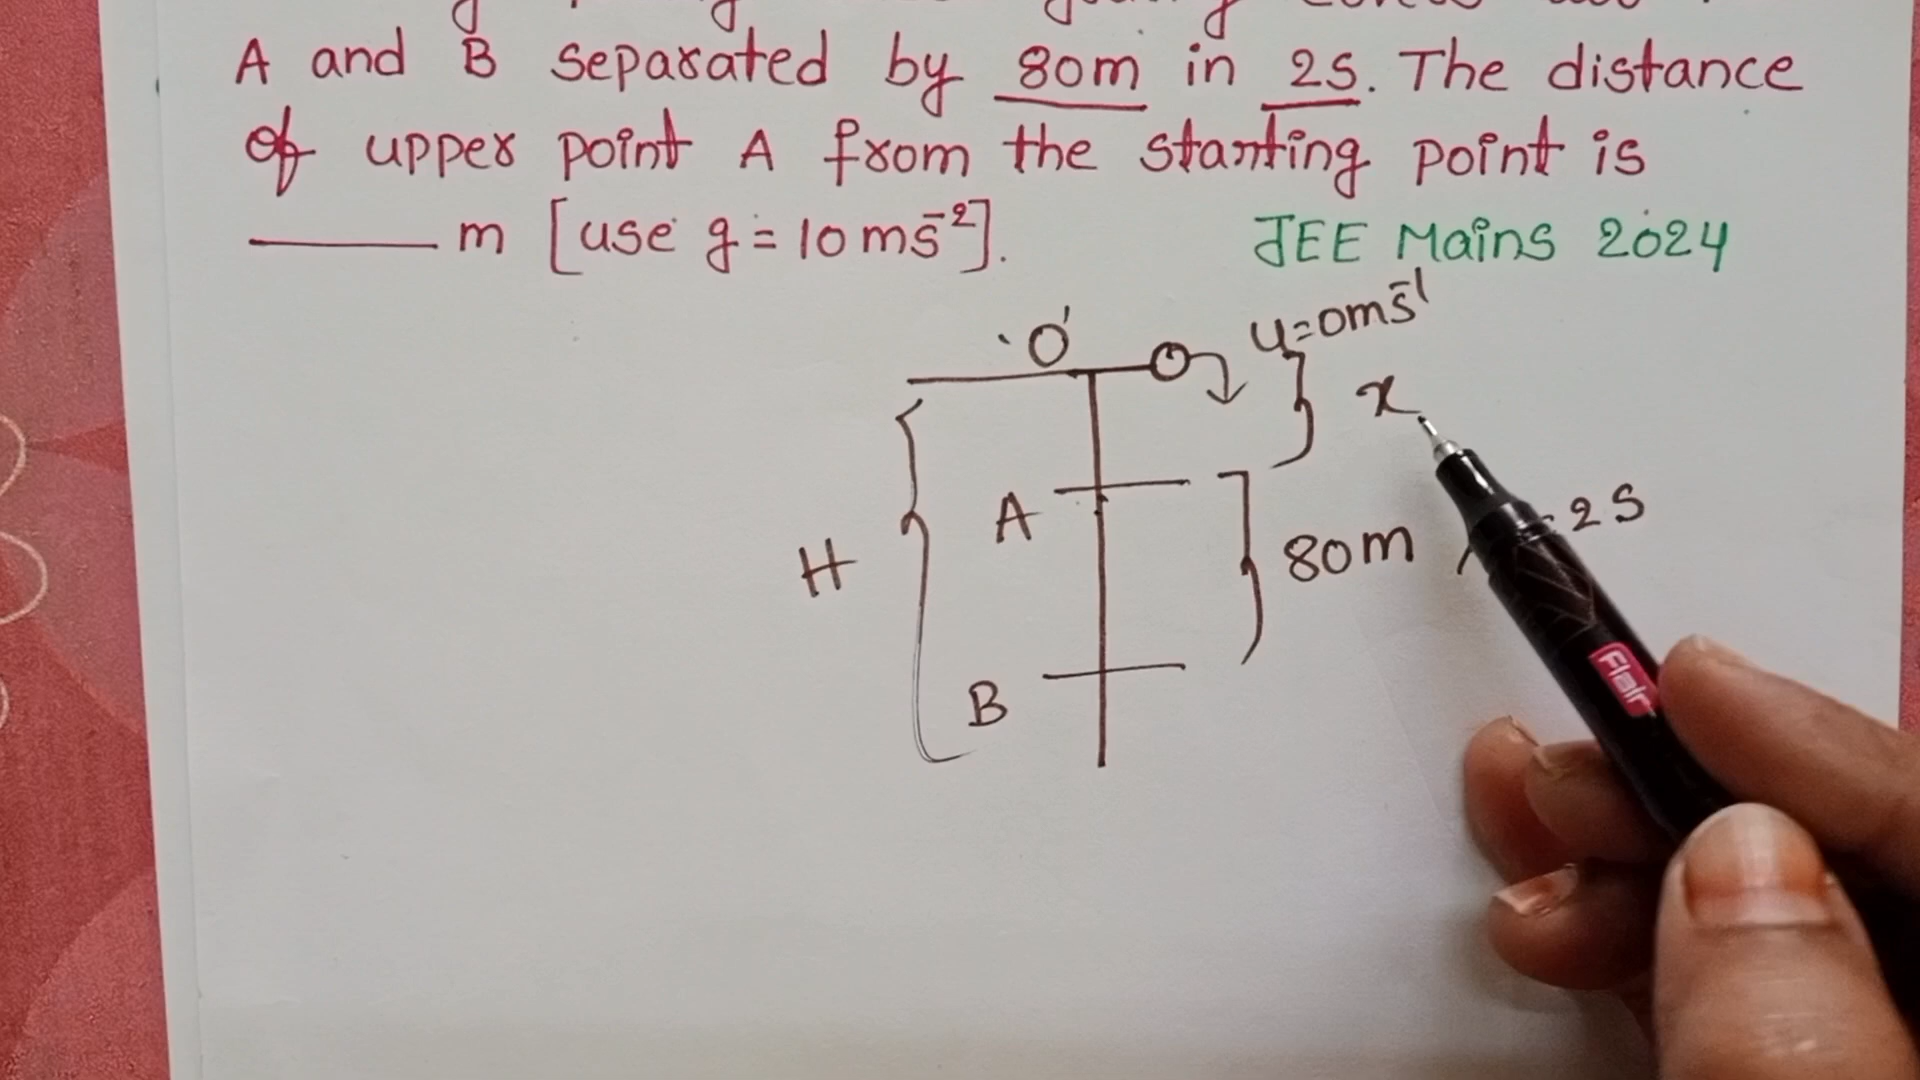 A and B separated by 80m in 2s. The distance
of upper point A from the starting point is
_____ m [use g = 10 ms⁻²].
JEE Mains 2024
O'
u=0ms⁻¹
x
A
80m
2S
H
B
Flair